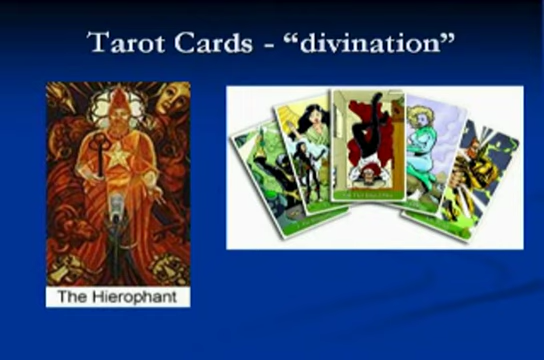 Tarot Cards - “divination”
The Hierophant